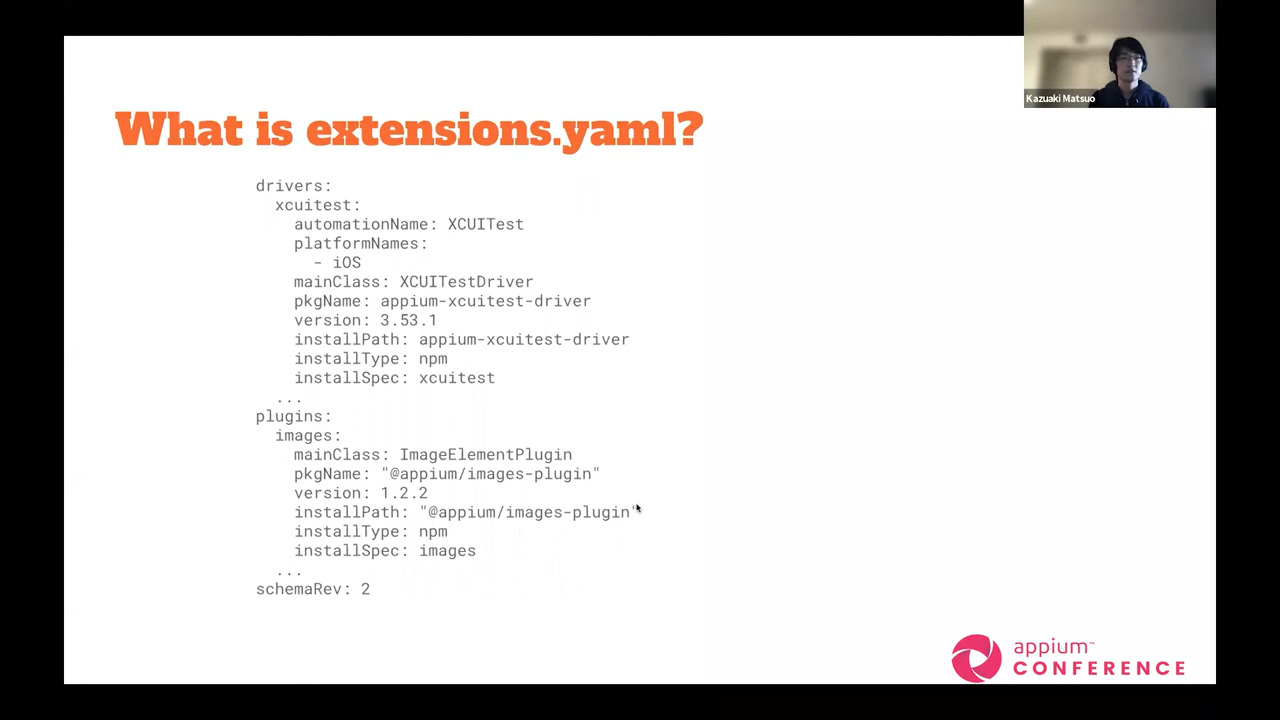 What is extensions.yaml?
Kazuaki Matsuo
drivers:
xcuitest:
automationName: XCUITest
platformNames:
- iOS
mainClass: XCUITestDriver
pkgName: appium-xcuitest-driver
version: 3.53.1
installPath: appium-xcuitest-driver
installType: npm
installSpec: xcuitest
...
plugins:
images:
mainClass: ImageElementPlugin
pkgName: "@appium/images-plugin"
version: 1.2.2
installPath: "@appium/images-plugin"
installType: npm
installSpec: images
...
schemaRev: 2
appium™
CONFERENCE